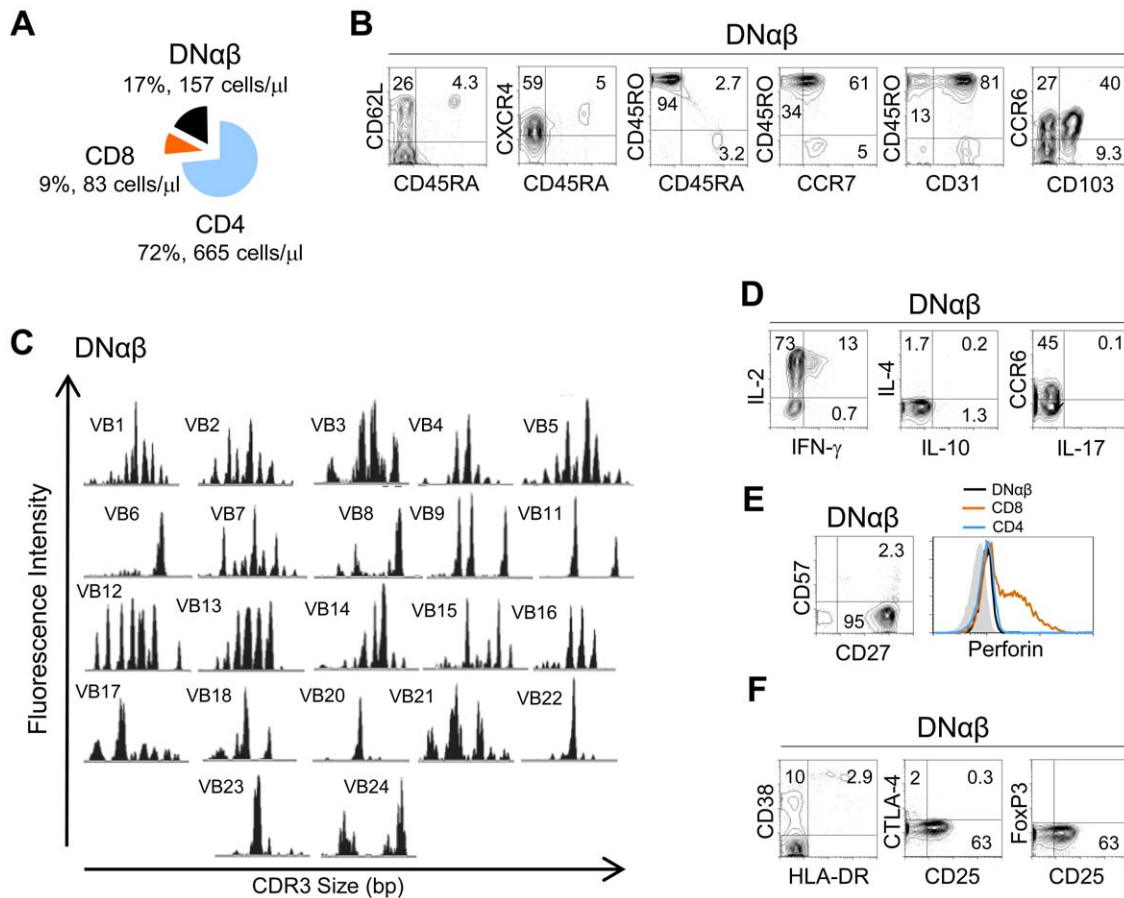 A
DNαβ
17%, 157 cells/µl
CD8
9%, 83 cells/µl
CD4
72%, 665 cells/µl
B
DNαβ
CD62L
26
4.3
CD45RA
CXCR4
59
5
CD45RA
CD45RO
2.7
94
3.2
CD45RA
CD45RO
61
34
5
CCR7
CD45RO
81
13
CD31
CCR6
27
40
9.3
CD103
C
DNαβ
Fluorescence Intensity
VB1
VB2
VB3
VB4
VB5
VB6
VB7
VB8
VB9
VB11
VB12
VB13
VB14
VB15
VB16
VB17
VB18
VB20
VB21
VB22
VB23
VB24
CDR3 Size (bp)
D
DNαβ
IL-2
73
13
0.7
IFN-γ
IL-4
1.7
0.2
1.3
IL-10
CCR6
45
0.1
IL-17
E
DNαβ
CD57
2.3
95
CD27
DNαβ
CD8
CD4
Perforin
F
DNαβ
CD38
10
2.9
HLA-DR
CTLA-4
2
0.3
63
CD25
FoxP3
63
CD25